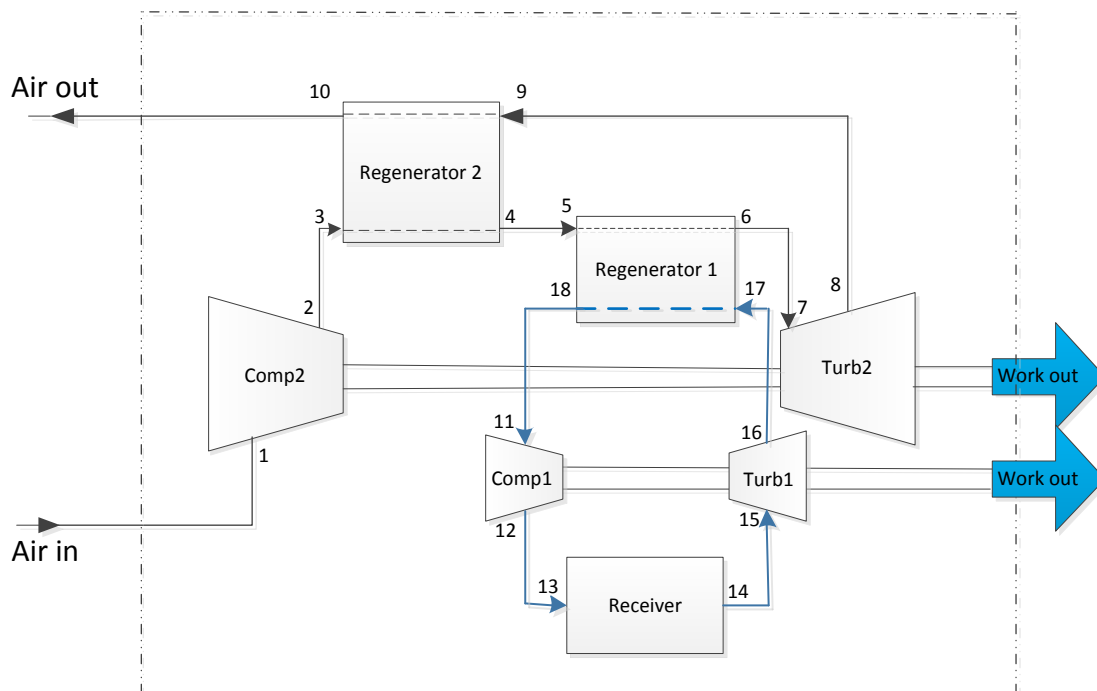 Air out
10
9
Regenerator 2
3
4
5
6
Regenerator 1
18
17
2
7
8
Comp2
Turb2
Work out
1
11
16
Comp1
Turb1
Work out
12
15
Air in
13
14
Receiver